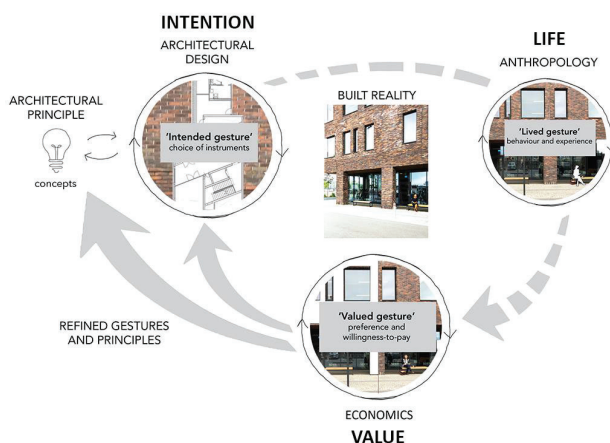 INTENTION
ARCHITECTURAL
DESIGN
LIFE
ANTHROPOLOGY
ARCHITECTURAL
PRINCIPLE
concepts
'Intended gesture'
choice of instruments
BUILT REALITY
'Lived gesture'
behaviour and experience
'Valued gesture'
preference and
willingness-to-pay
REFINED GESTURES
AND PRINCIPLES
ECONOMICS
VALUE